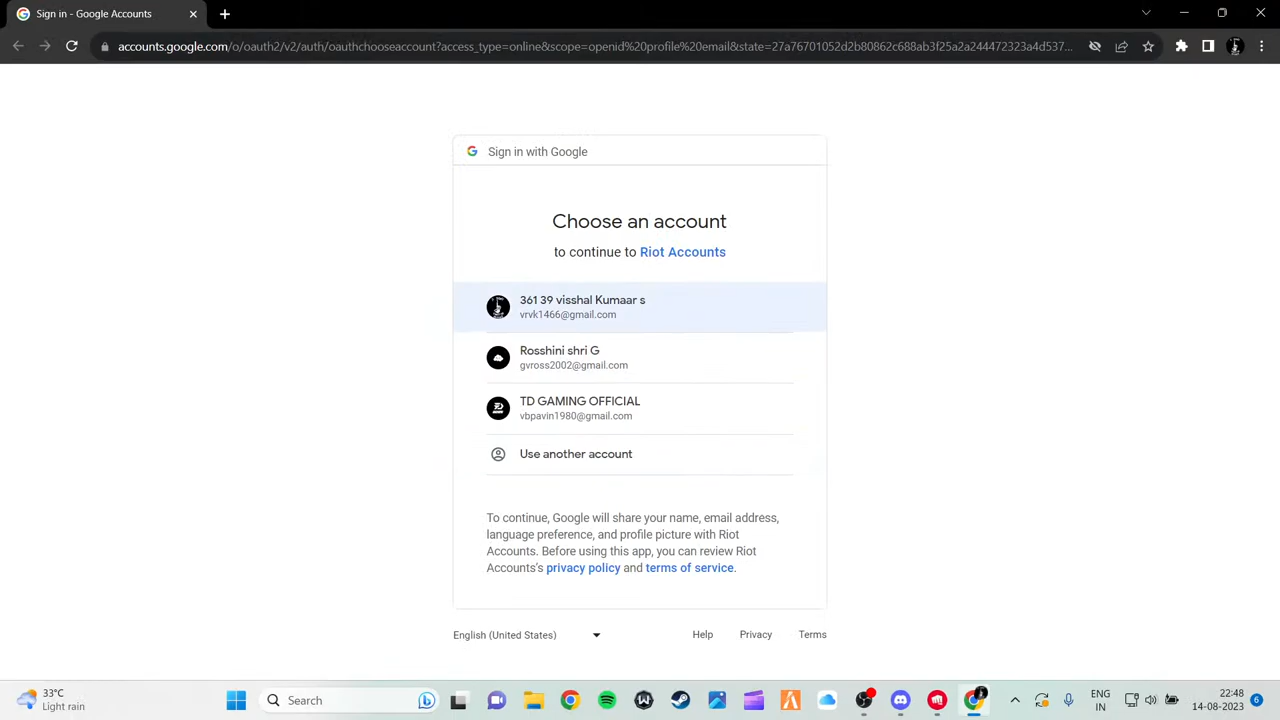 Sign in - Google Accounts
accounts.google.com/o/oauth2/v2/auth/oauthchooseaccount?access_type=online&scope=openid%20profile%20email&state=27a76701052d2b80862c688ab3f25a2a244472323a4d537...
Sign in with Google
Choose an account
to continue to Riot Accounts
361 39 visshal Kumaar s
vrvk1466@gmail.com
Rosshini shri G
gvross2002@gmail.com
TD GAMING OFFICIAL
vbpavin1980@gmail.com
Use another account
To continue, Google will share your name, email address,
language preference, and profile picture with Riot
Accounts. Before using this app, you can review Riot
Accounts's privacy policy and terms of service.
English (United States)
Help
Privacy
Terms
33°C
Light rain
Search
ENG
IN
22:48
14-08-2023
6